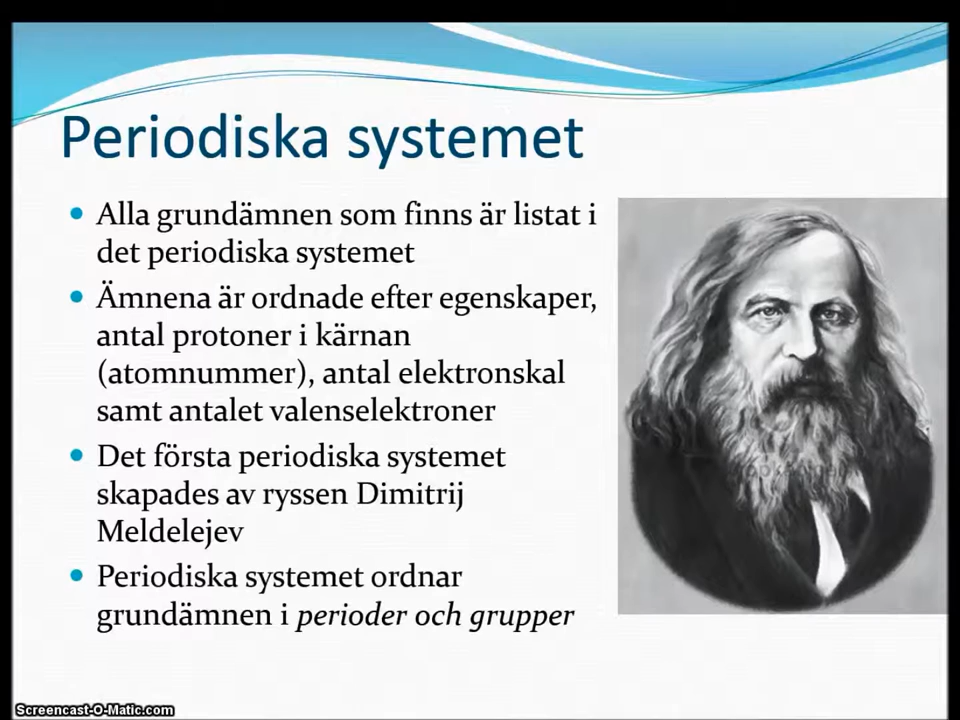 Periodiska systemet
Alla grundämnen som finns är listat i
det periodiska systemet
Ämnena är ordnade efter egenskaper,
antal protoner i kärnan
(atomnummer), antal elektronskal
samt antalet valenselektroner
Det första periodiska systemet
skapades av ryssen Dimitrij
Meldelejev
Periodiska systemet ordnar
grundämnen i perioder och grupper
Screencast-O-Matic.com